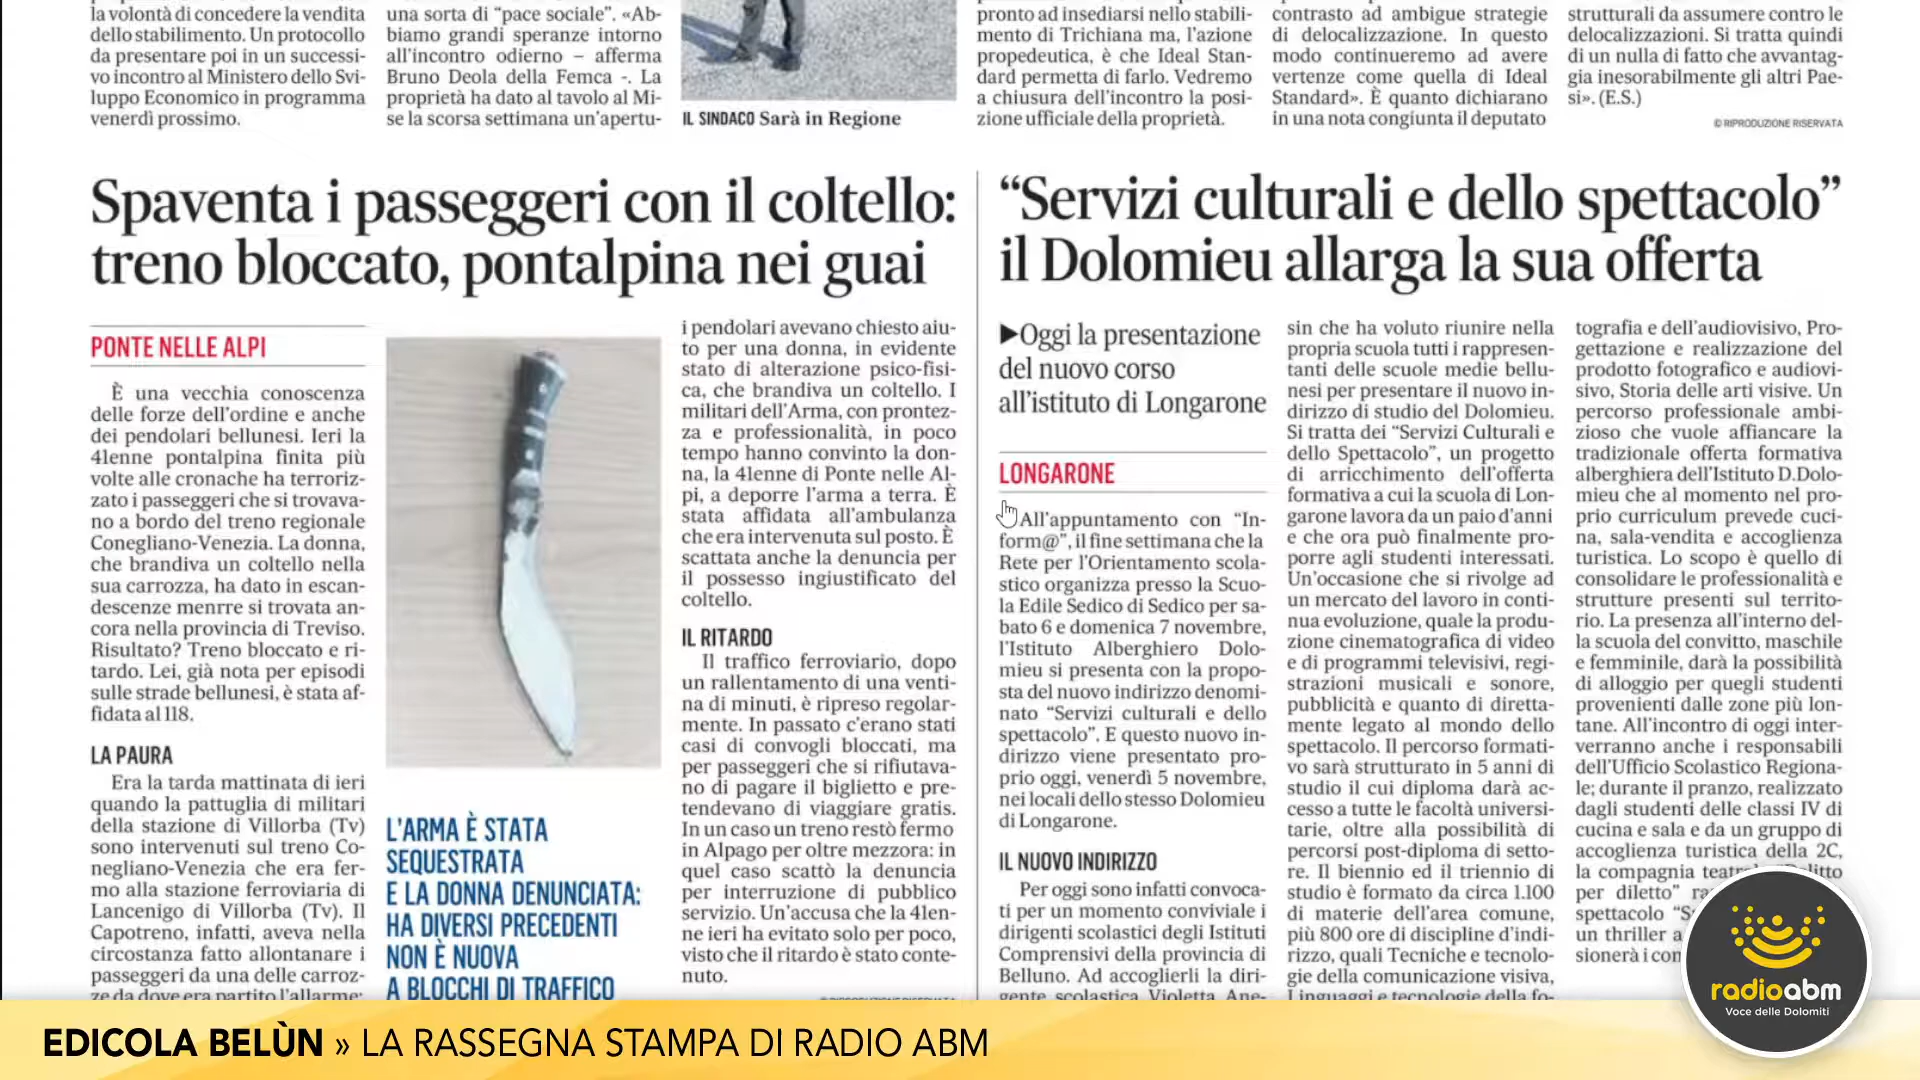 la volontà di concedere la vendita
dello stabilimento. Un protocollo
da presentare poi in un successi-
vo incontro al Ministero dello Svi-
luppo Economico in programma
venerdì prossimo.
una sorta di “pace sociale”. «Ab-
biamo grandi speranze intorno
all’incontro odierno – afferma
Bruno Deola della Femca -. La
proprietà ha dato al tavolo al Mi-
se la scorsa settimana un’apertu-
IL SINDACO Sarà in Regione
pronto ad insediarsi nello stabili-
mento di Trichiana ma, l’azione
propedeutica, è che Ideal Stan-
dard permetta di farlo. Vedremo
a chiusura dell’incontro la posi-
zione ufficiale della proprietà.
contrasto ad ambigue strategie
di delocalizzazione. In questo
modo continueremo ad avere
vertenze come quella di Ideal
Standard». È quanto dichiarano
in una nota congiunta il deputato
strutturali da assumere contro le
delocalizzazioni. Si tratta quindi
di un nulla di fatto che avvantag-
gia inesorabilmente gli altri Pae-
si». (E.S.)
© RIPRODUZIONE RISERVATA
Spaventa i passeggeri con il coltello:
treno bloccato, pontalpina nei guai
PONTE NELLE ALPI
È una vecchia conoscenza
delle forze dell’ordine e anche
dei pendolari bellunesi. Ieri la
41enne pontalpina finita più
volte alle cronache ha terroriz-
zato i passeggeri che si trovava-
no a bordo del treno regionale
Conegliano-Venezia. La donna,
che brandiva un coltello nella
sua carrozza, ha dato in escan-
descenze menrre si trovata an-
cora nella provincia di Treviso.
Risultato? Treno bloccato e ri-
tardo. Lei, già nota per episodi
sulle strade bellunesi, è stata af-
fidata al 118.
LA PAURA
Era la tarda mattinata di ieri
quando la pattuglia di militari
della stazione di Villorba (Tv)
sono intervenuti sul treno Co-
negliano-Venezia che era fer-
mo alla stazione ferroviaria di
Lancenigo di Villorba (Tv). Il
Capotreno, infatti, aveva nella
circostanza fatto allontanare i
passeggeri da una delle carroz-
ze da dove era partito l’allarme:
L’ARMA È STATA
SEQUESTRATA
E LA DONNA DENUNCIATA:
HA DIVERSI PRECEDENTI
NON È NUOVA
A BLOCCHI DI TRAFFICO
i pendolari avevano chiesto aiu-
to per una donna, in evidente
stato di alterazione psico-fisi-
ca, che brandiva un coltello. I
militari dell’Arma, con prontez-
za e professionalità, in poco
tempo hanno convinto la don-
na, la 41enne di Ponte nelle Al-
pi, a deporre l’arma a terra. È
stata affidata all’ambulanza
che era intervenuta sul posto. È
scattata anche la denuncia per
il possesso ingiustificato del
coltello.
IL RITARDO
Il traffico ferroviario, dopo
un rallentamento di una venti-
na di minuti, è ripreso regolar-
mente. In passato c’erano stati
casi di convogli bloccati, ma
per passeggeri che si rifiutava-
no di pagare il biglietto e pre-
tendevano di viaggiare gratis.
In un caso un treno restò fermo
in Alpago per oltre mezzora: in
quel caso scattò la denuncia
per interruzione di pubblico
servizio. Un’accusa che la 41en-
ne ieri ha evitato solo per poco,
visto che il ritardo è stato conte-
nuto.
© RIPRODUZIONE RISERVATA
“Servizi culturali e dello spettacolo”
il Dolomieu allarga la sua offerta
▶Oggi la presentazione
del nuovo corso
all’istituto di Longarone
LONGARONE
All’appuntamento con “In-
form@”, il fine settimana che la
Rete per l’Orientamento scola-
stico organizza presso la Scuo-
la Edile Sedico di Sedico per sa-
bato 6 e domenica 7 novembre,
l’Istituto Alberghiero Dolo-
mieu si presenta con la propo-
sta del nuovo indirizzo denomi-
nato “Servizi culturali e dello
spettacolo”. E questo nuovo in-
dirizzo viene presentato pro-
prio oggi, venerdì 5 novembre,
nei locali dello stesso Dolomieu
di Longarone.
IL NUOVO INDIRIZZO
Per oggi sono infatti convoca-
ti per un momento conviviale i
dirigenti scolastici degli Istituti
Comprensivi della provincia di
Belluno. Ad accoglierli la diri-
gente scolastica Violetta Ane-
sin che ha voluto riunire nella
propria scuola tutti i rappresen-
tanti delle scuole medie bellu-
nesi per presentare il nuovo in-
dirizzo di studio del Dolomieu.
Si tratta dei “Servizi Culturali e
dello Spettacolo”, un progetto
di arricchimento dell’offerta
formativa a cui la scuola di Lon-
garone lavora da un paio d’anni
e che ora può finalmente pro-
porre agli studenti interessati.
Un’occasione che si rivolge ad
un mercato del lavoro in conti-
nua evoluzione, quale la produ-
zione cinematografica di video
e di programmi televisivi, regi-
strazioni musicali e sonore,
pubblicità e quanto di diretta-
mente legato al mondo dello
spettacolo. Il percorso formati-
vo sarà strutturato in 5 anni di
studio il cui diploma darà ac-
cesso a tutte le facoltà universi-
tarie, oltre alla possibilità di
percorsi post-diploma di setto-
re. Il biennio ed il triennio di
studio è formato da circa 1.100
di materie dell’area comune,
più 800 ore di discipline d’indi-
rizzo, quali Tecniche e tecnolo-
gie della comunicazione visiva,
Linguaggi e tecnologie della fo-
tografia e dell’audiovisivo, Pro-
gettazione e realizzazione del
prodotto fotografico e audiovi-
sivo, Storia delle arti visive. Un
percorso professionale ambi-
zioso che vuole affiancare la
tradizionale offerta formativa
alberghiera dell’Istituto D.Dolo-
mieu che al momento nel pro-
prio curriculum prevede cuci-
na, sala-vendita e accoglienza
turistica. Lo scopo è quello di
consolidare le professionalità e
strutture presenti sul territo-
rio. La presenza all’interno del-
la scuola del convitto, maschile
e femminile, darà la possibilità
di alloggio per quegli studenti
provenienti dalle zone più lon-
tane. All’incontro di oggi inter-
verranno anche i responsabili
dell’Ufficio Scolastico Regiona-
le; durante il pranzo, realizzato
dagli studenti delle classi IV di
cucina e sala e da un gruppo di
accoglienza turistica della 2C,
la compagnia
per diletto”
spettacolo
un thriller
sionerà i
radioabm
Voce delle Dolomiti
EDICOLA BELÙN » LA RASSEGNA STAMPA DI RADIO ABM